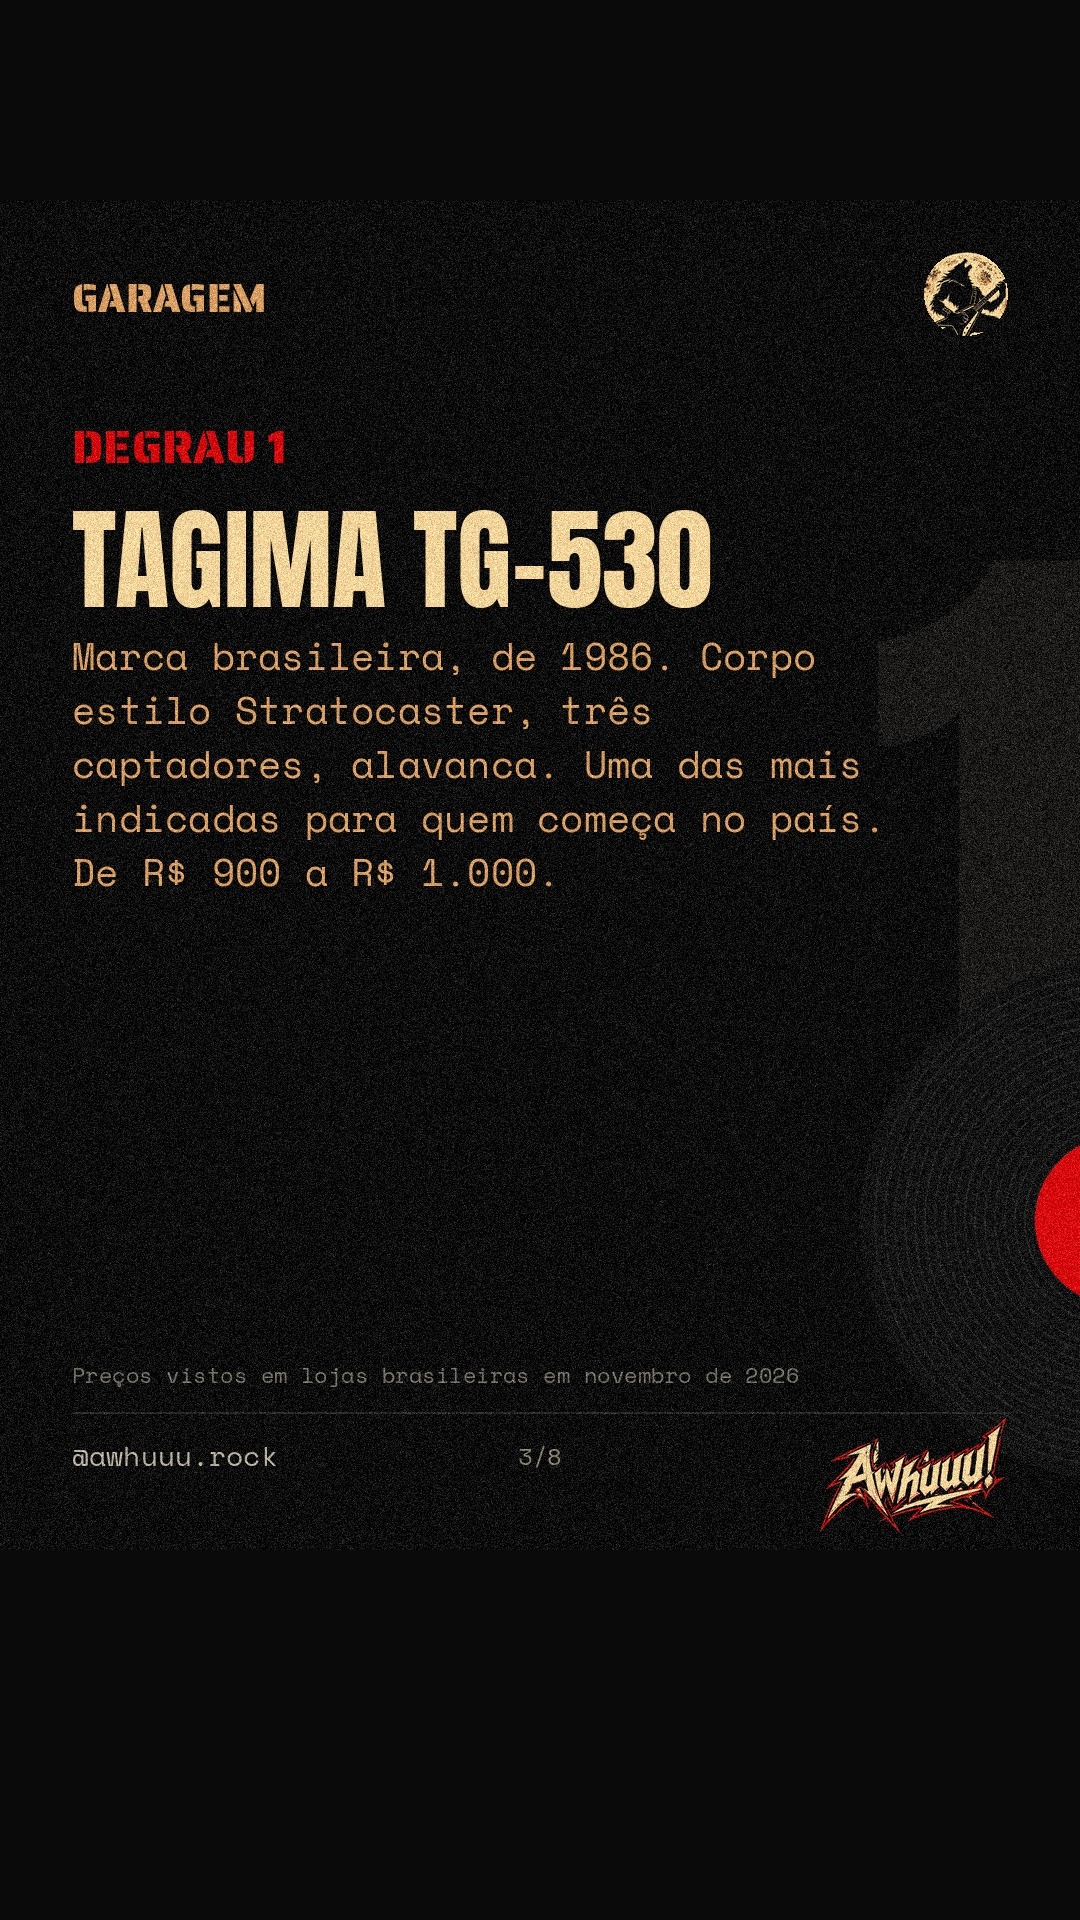 GARAGEM
DEGRAU 1
TAGIMA TG-530
Marca brasileira, de 1986. Corpo
estilo Stratocaster, três
captadores, alavanca. Uma das mais
indicadas para quem começa no país.
De R$ 900 a R$ 1.000.
1
Preços vistos em lojas brasileiras em novembro de 2026
@awhuuu.rock
3/8
Awhuuu!